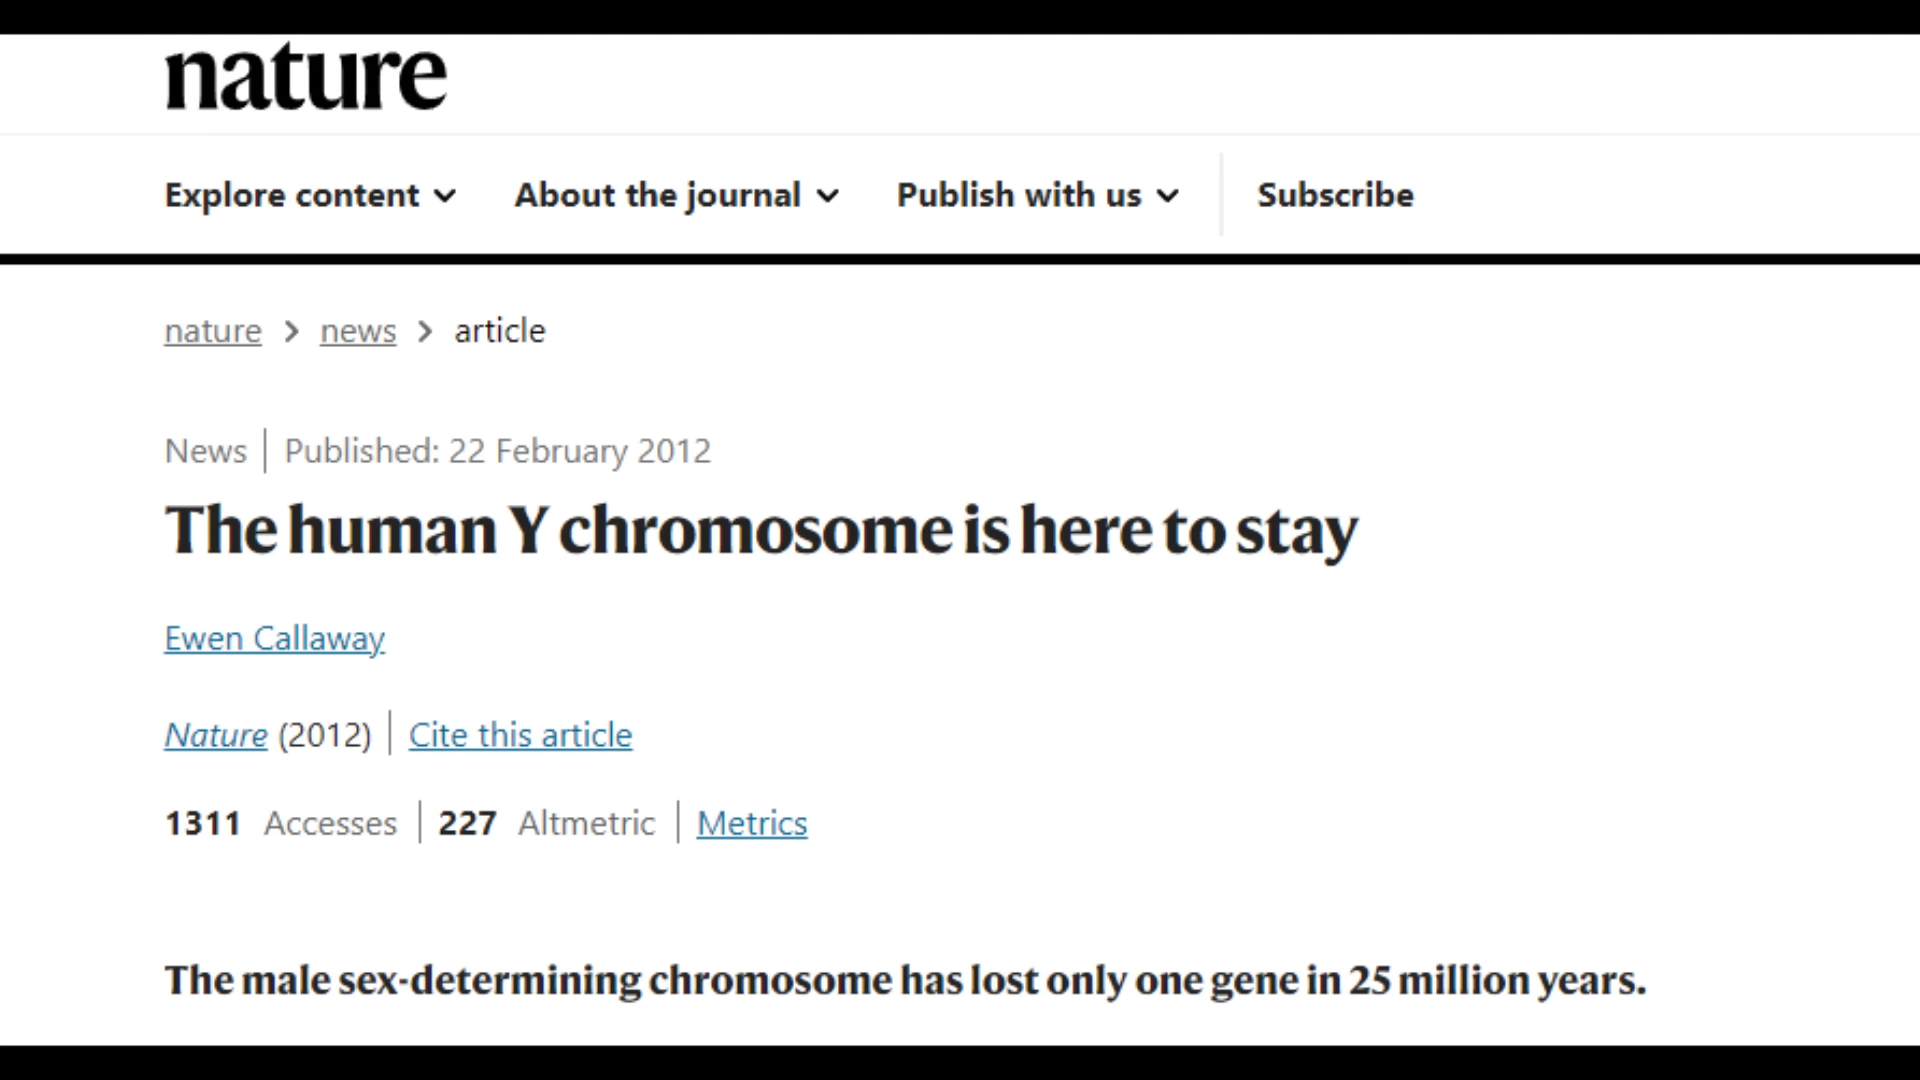 nature
Explore content About the journal Publish with us Subscribe
nature > news > article
News | Published: 22 February 2012
The human Y chromosome is here to stay
Ewen Callaway
Nature (2012) | Cite this article
1311 Accesses | 227 Altmetric | Metrics
The male sex-determining chromosome has lost only one gene in 25 million years.